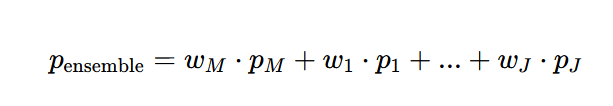 p_ensemble = w_M · p_M + w_1 · p_1 + ... + w_J · p_J